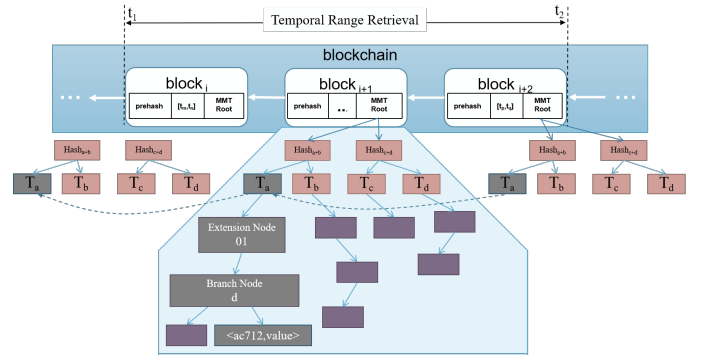 t1
Temporal Range Retrieval
t2
blockchain
block i
block i+1
block i+2
prehash
[tm,tn]
MMT Root
prehash
...
MMT Root
prehash
[tp,tq]
MMT Root
...
...
Hasha+b
Hashc+d
Hasha+b
Hashc+d
Hasha+b
Hashc+d
Ta
Tb
Tc
Td
Ta
Tb
Tc
Td
Ta
Tb
Tc
Td
Extension Node
01
Branch Node
d
<ac712,value>